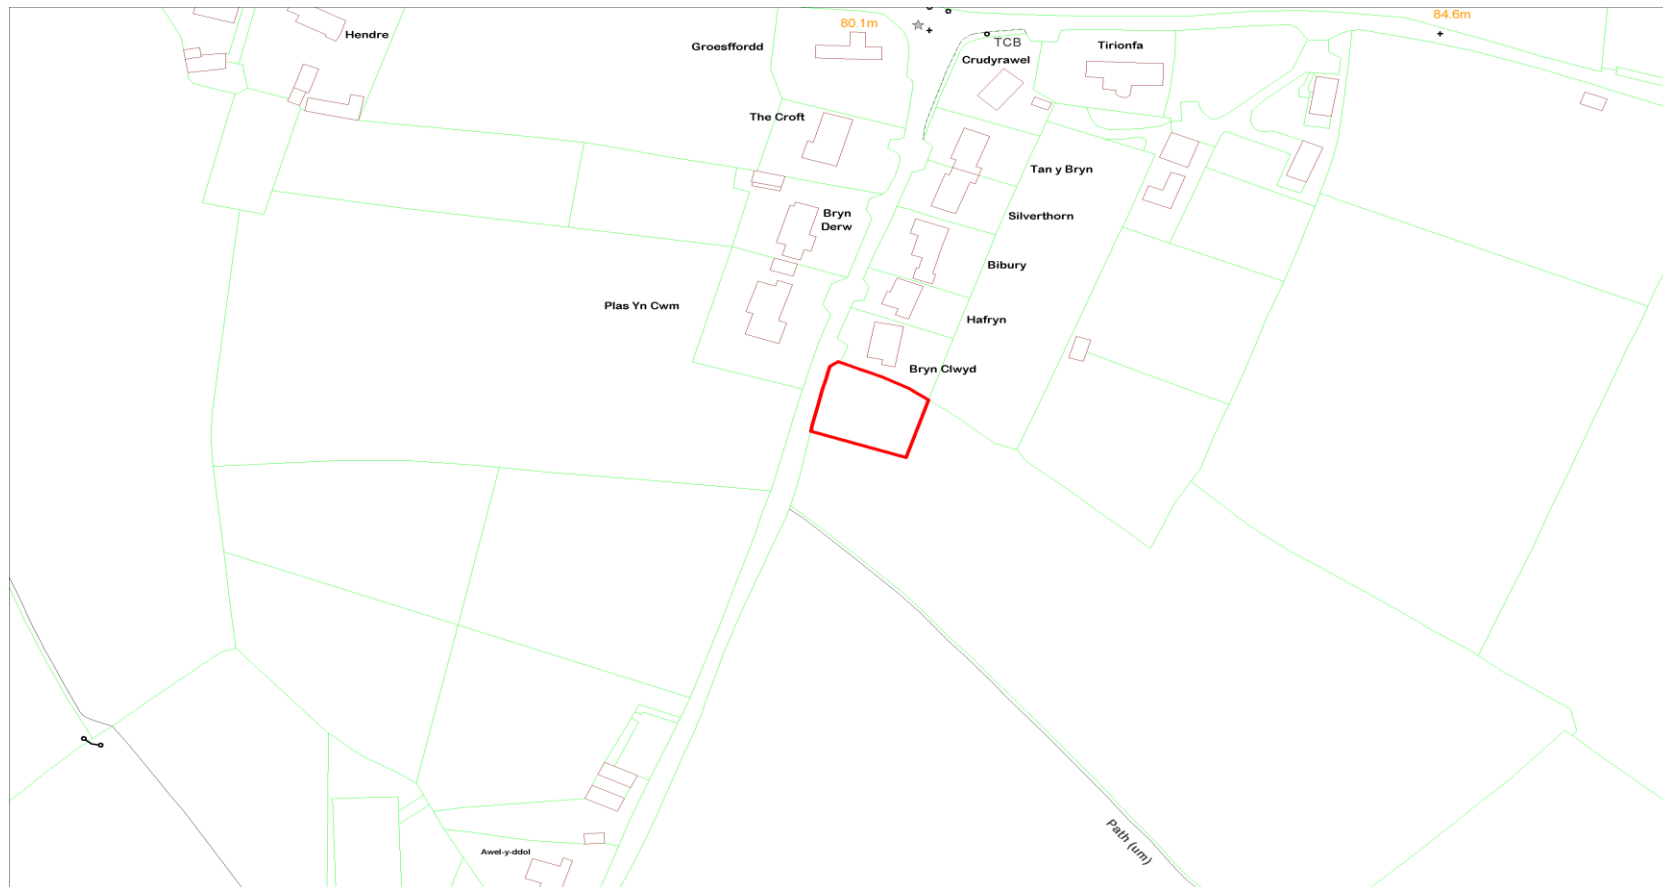 80.1m
84.6m
Hendre
TCB
Groesffordd
Tirionfa
Crudyrawel
The Croft
Tan y Bryn
Bryn
Derw
Silverthorn
Bibury
Plas Yn Cwm
Hafryn
Bryn Clwyd
Path (um)
Awel-y-ddol